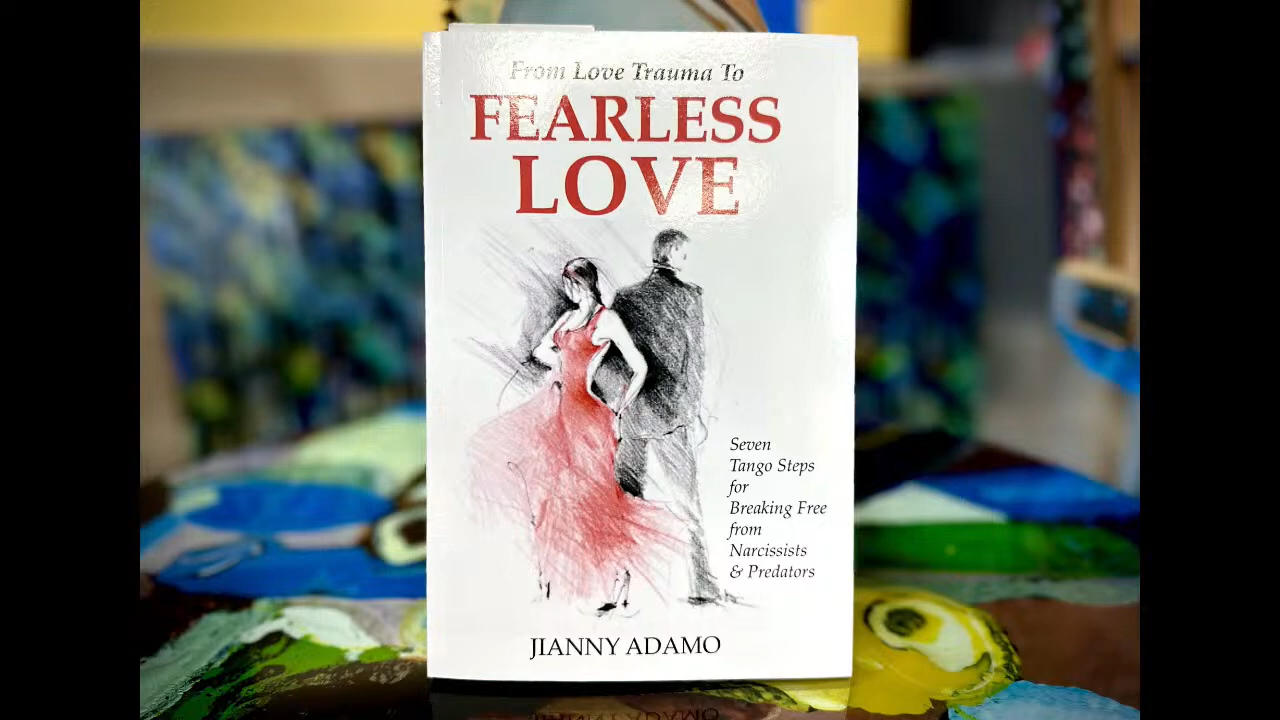 From Love Trauma To
FEARLESS
LOVE
Seven
Tango Steps
for
Breaking Free
from
Narcissists
& Predators
JIANNY ADAMO